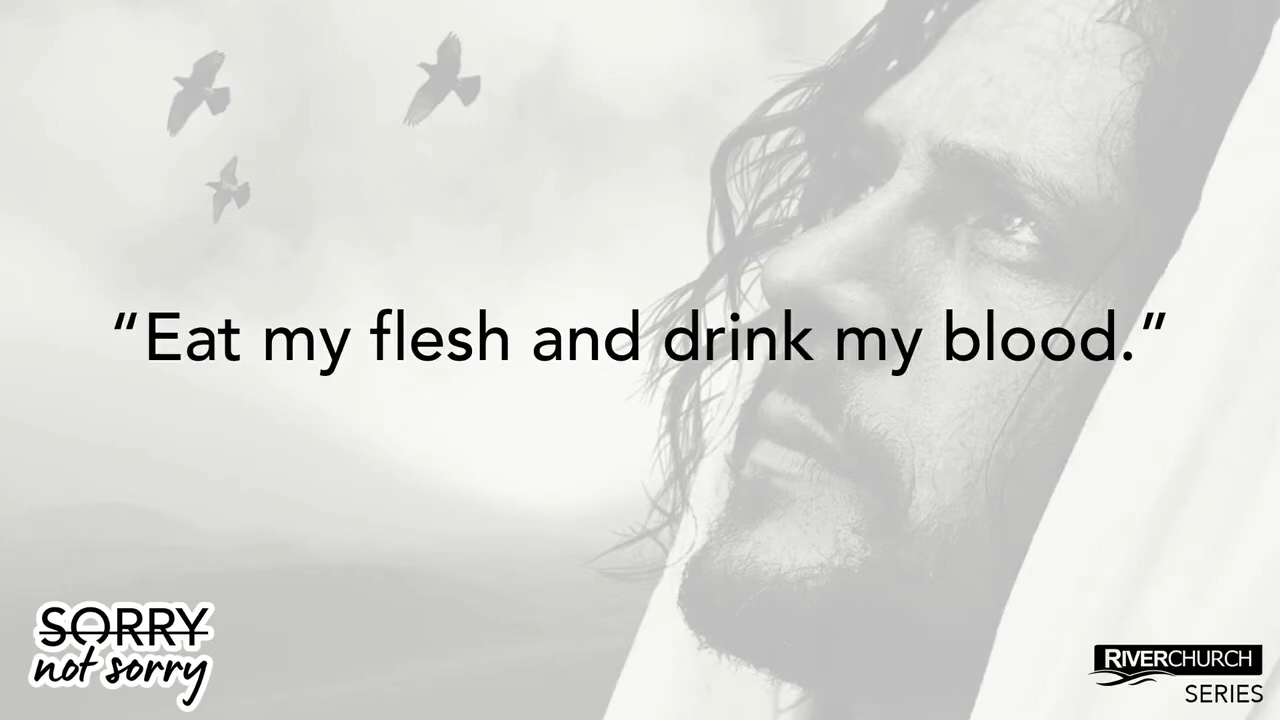 “Eat my flesh and drink my blood.”
SORRY
not sorry
RIVERCHURCH
SERIES